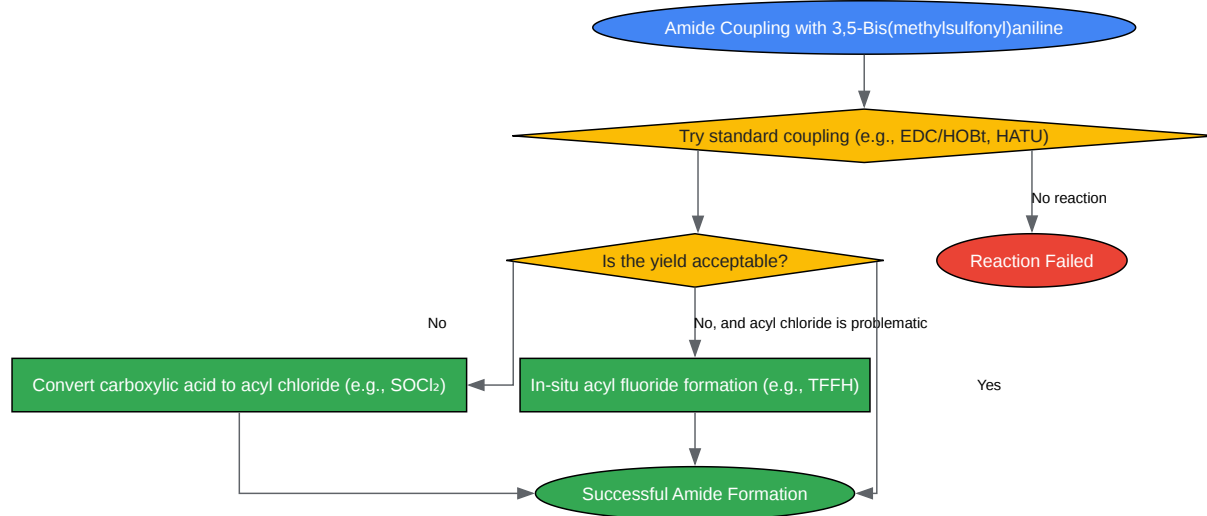 Amide Coupling with 3,5-Bis(methylsulfonyl)aniline
Try standard coupling (e.g., EDC/HOBt, HATU)
No reaction
Is the yield acceptable?
Reaction Failed
No
No, and acyl chloride is problematic
Convert carboxylic acid to acyl chloride (e.g., SOCl₂)
In-situ acyl fluoride formation (e.g., TFFH)
Yes
Successful Amide Formation